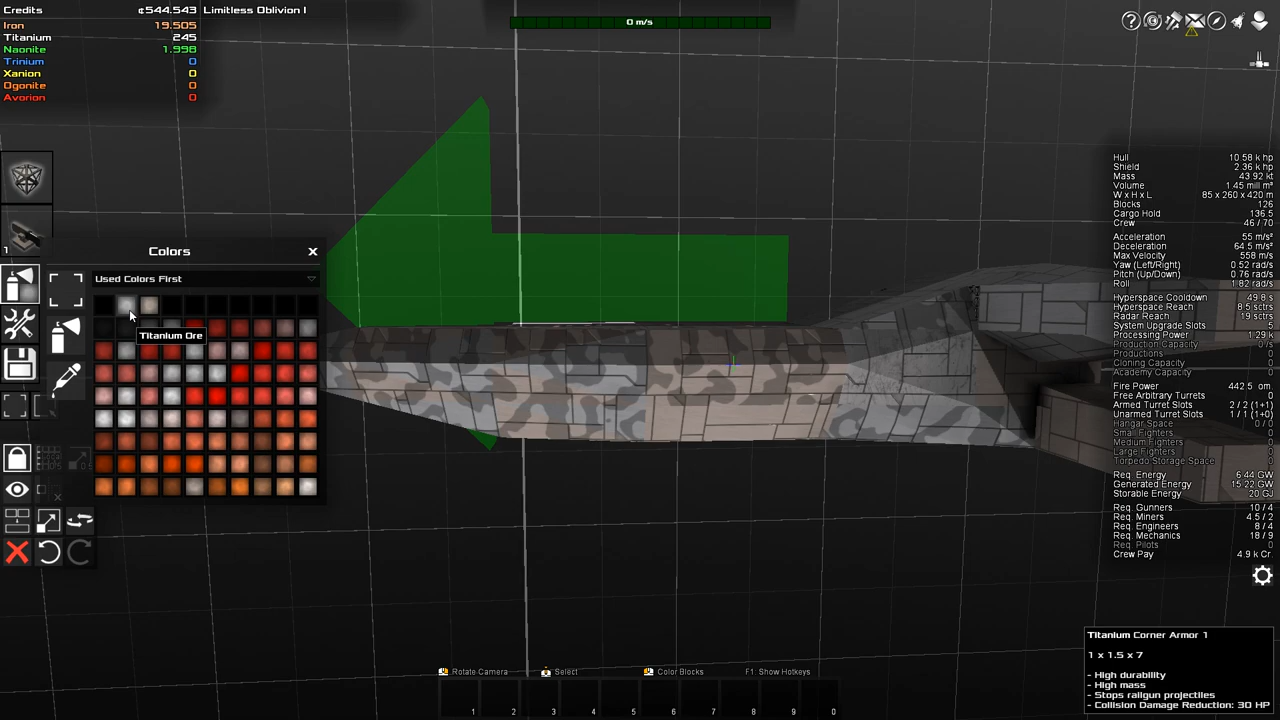 Credits ¢544.543 Limitless Oblivion I
Iron 19.505
Titanium 245
Naonite 1.998
Trinium 0
Xanion 0
Ogonite 0
Avorion 0
0 m/s
Hull 10.58 k hp
Shield 2.36 k hp
Mass 43.92 kt
Volume 1.45 mill m³
W x H x L 85 x 260 x 420 m
Blocks 126
Cargo Hold 136.5
Crew 46 / 70
Acceleration 55 m/s²
Deceleration 64.5 m/s²
Max Velocity 558 m/s
Yaw (Left/Right) 0.52 rad/s
Pitch (Up/Down) 0.76 rad/s
Roll 1.82 rad/s
Hyperspace Cooldown 49.8 s
Hyperspace Reach 8.5 sctrs
Radar Reach 19 sctrs
System Upgrade Slots 5
Processing Power 1.29 k
Production Capacity 0 /s
Productions 0
Cloning Capacity 0
Academy Capacity 0
Fire Power 442.5 om.
Free Arbitrary Turrets 0
Armed Turret Slots 2 / 2 (1+1)
Unarmed Turret Slots 1 / 1 (1+0)
Hangar Space 0 / 0
Small Fighters 0
Medium Fighters 0
Large Fighters 0
Torpedo Storage Space 0
Req. Energy 6.44 GW
Generated Energy 15.22 GW
Storable Energy 20 GJ
Req. Gunners 10 / 4
Req. Miners 4.5 / 2
Req. Engineers 8 / 4
Req. Mechanics 18 / 9
Req. Pilots 0
Crew Pay 4.9 k Cr
1
Colors X
Used Colors First
Titanium Ore
Rotate Camera Select Color Blocks F1: Show Hotkeys
1 2 3 4 5 6 7 8 9 0
Titanium Corner Armor 1
1 x 1.5 x 7
- High durability
- High mass
- Stops railgun projectiles
- Collision Damage Reduction: 30 HP